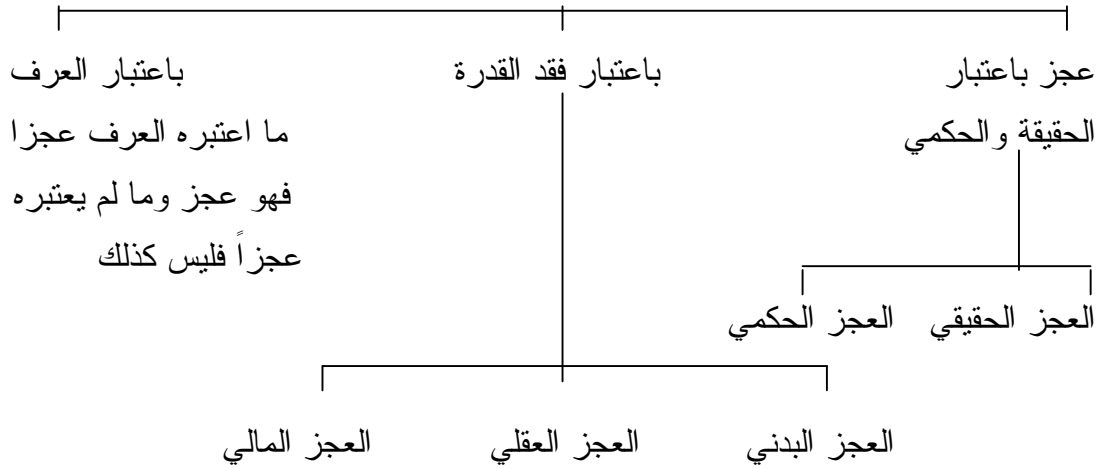 عجز باعتبار
الحقيقة والحكمي
العجز الحقيقي
العجز الحكمي
باعتبار فقد القدرة
العجز البدني
العجز العقلي
العجز المالي
باعتبار العرف
ما اعتبره العرف عجزا
فهو عجز وما لم يعتبره
عجزاً فليس كذلك